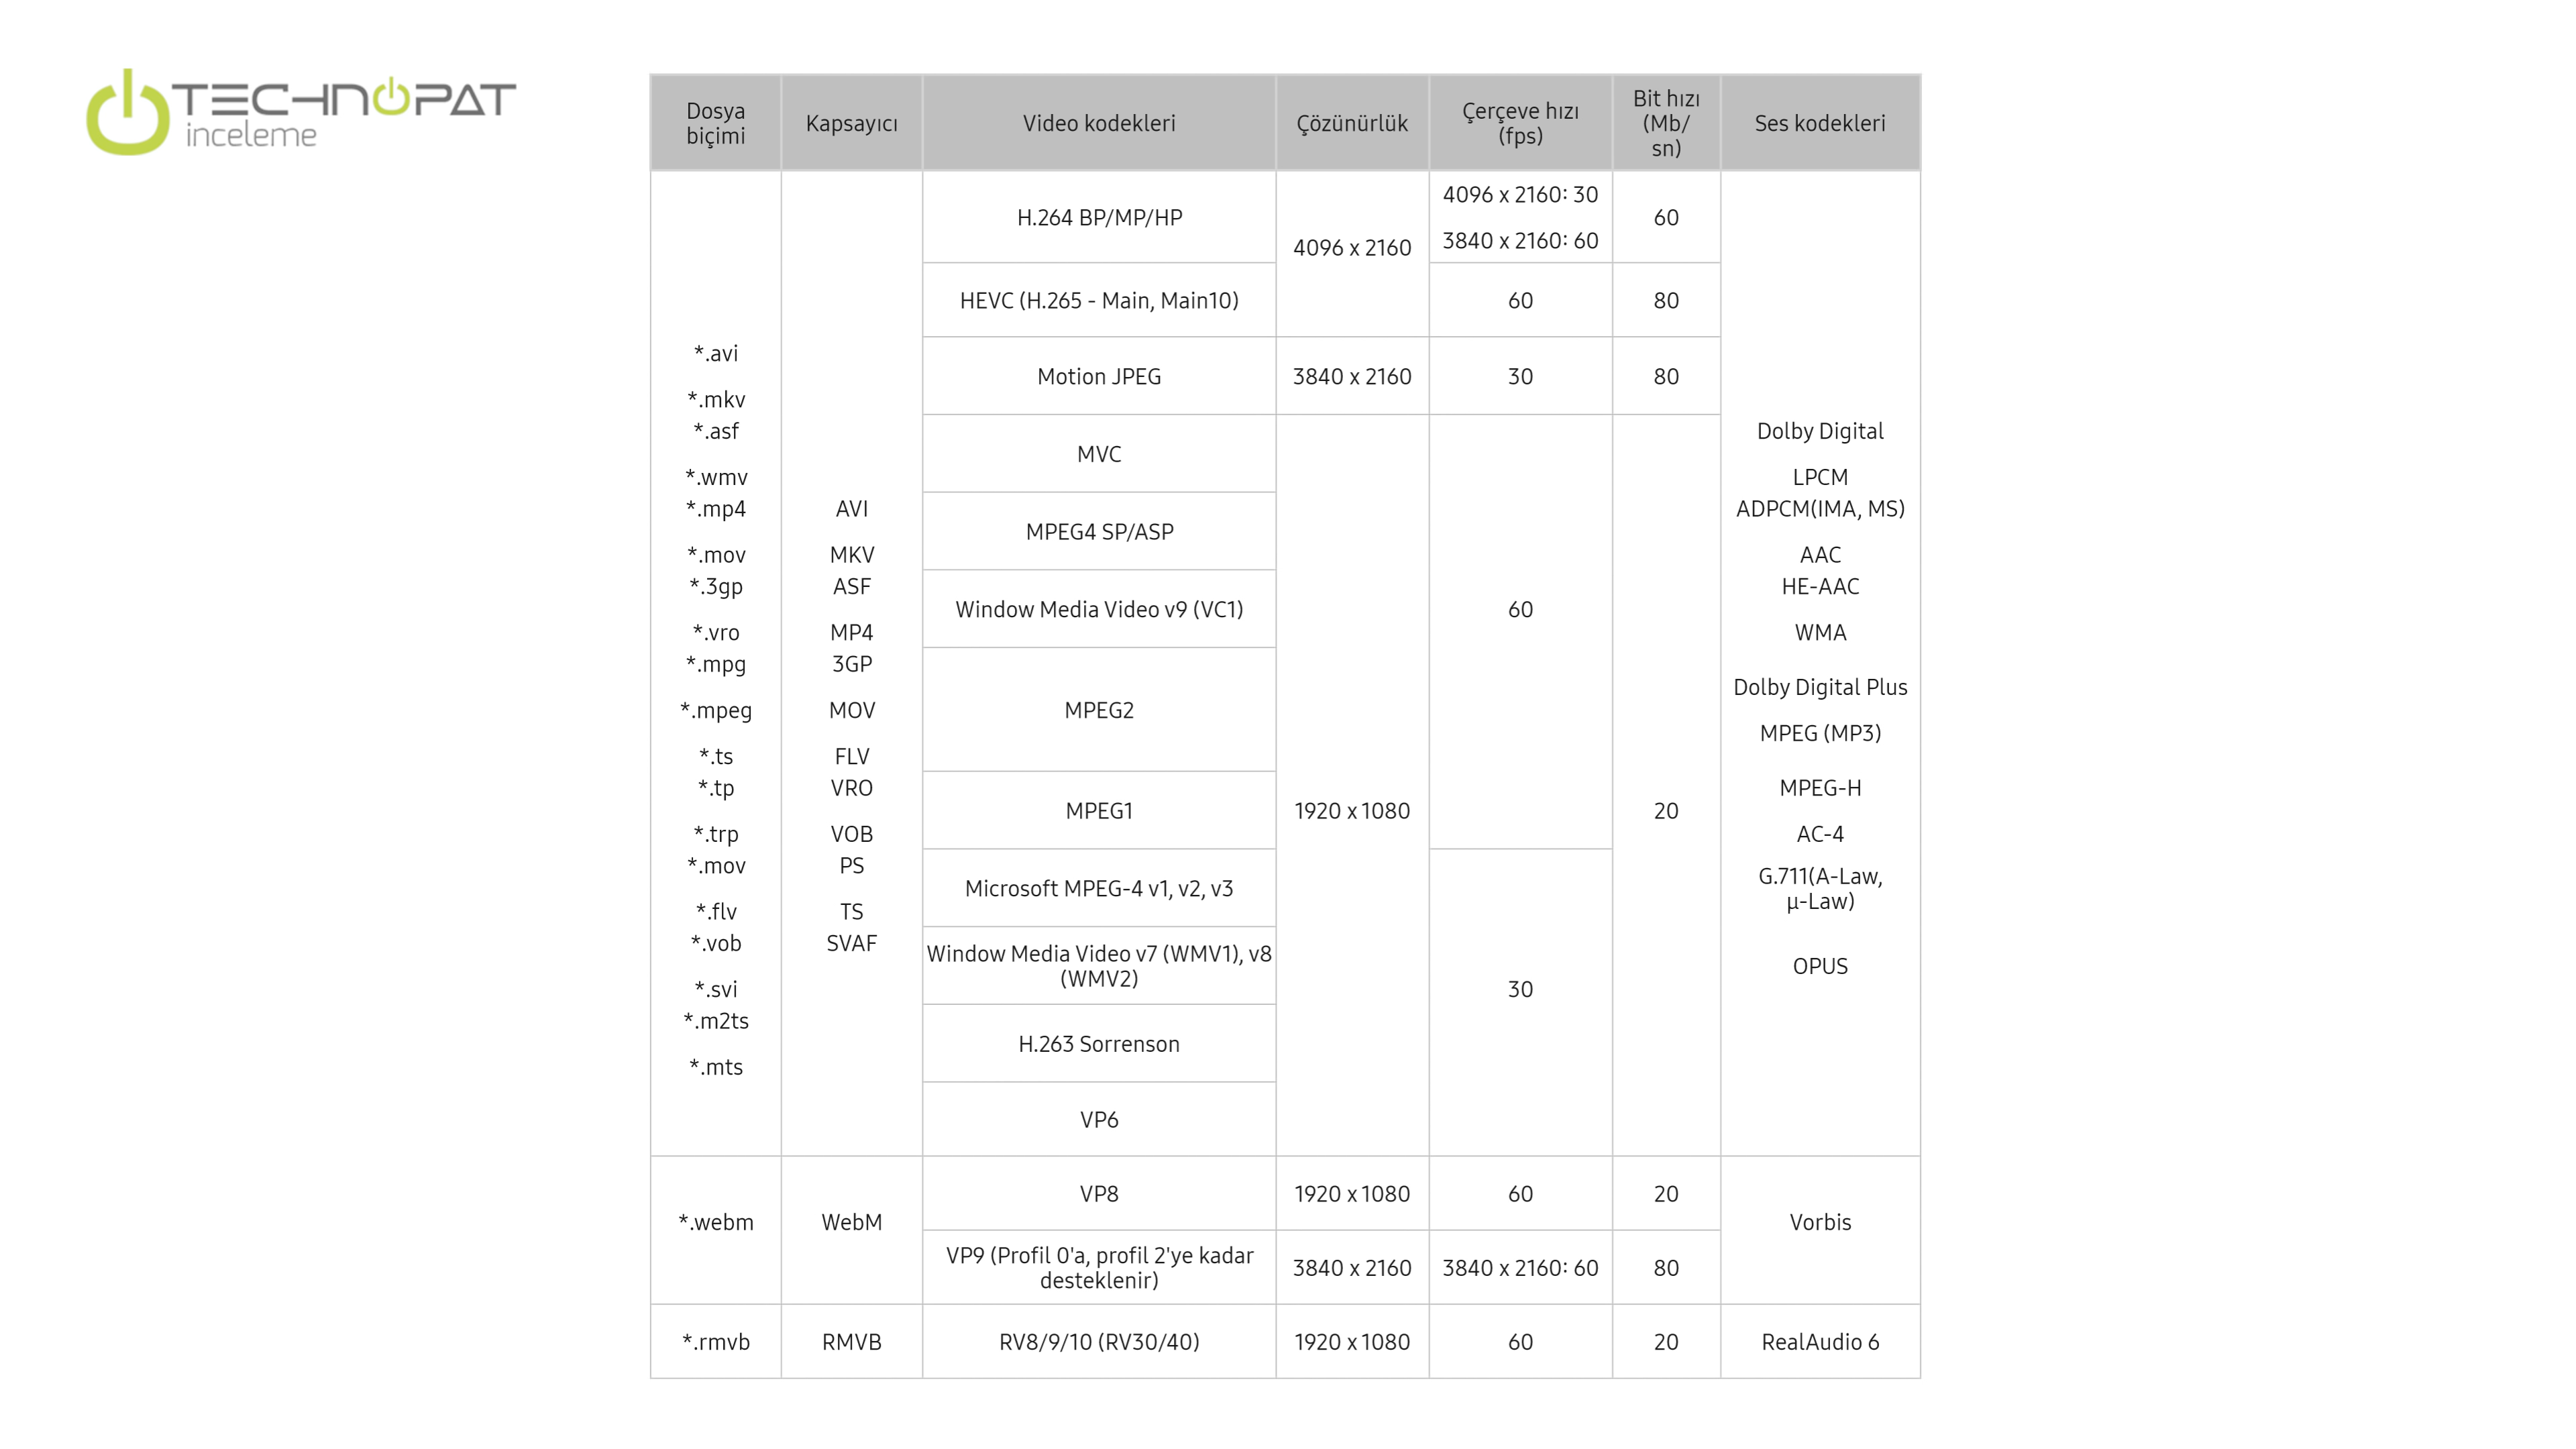 TECHNOPAT
inceleme
Dosya
biçimi
Kapsayıcı
Video kodekleri
Çözünürlük
Çerçeve hızı
(fps)
Bit hızı
(Mb/
sn)
Ses kodekleri
*.avi
*.mkv
*.asf
*.wmv
*.mp4
*.mov
*.3gp
*.vro
*.mpg
*.mpeg
*.ts
*.tp
*.trp
*.mov
*.flv
*.vob
*.svi
*.m2ts
*.mts
AVI
MKV
ASF
MP4
3GP
MOV
FLV
VRO
VOB
PS
TS
SVAF
H.264 BP/MP/HP
4096 x 2160
4096 x 2160: 30
3840 x 2160: 60
60
HEVC (H.265 - Main, Main10)
60
80
Motion JPEG
3840 x 2160
30
80
MVC
MPEG4 SP/ASP
Window Media Video v9 (VC1)
MPEG2
MPEG1
Microsoft MPEG-4 v1, v2, v3
Window Media Video v7 (WMV1), v8
(WMV2)
H.263 Sorrenson
VP6
1920 x 1080
60
30
20
Dolby Digital
LPCM
ADPCM(IMA, MS)
AAC
HE-AAC
WMA
Dolby Digital Plus
MPEG (MP3)
MPEG-H
AC-4
G.711(A-Law,
μ-Law)
OPUS
*.webm
WebM
VP8
1920 x 1080
60
20
Vorbis
VP9 (Profil 0'a, profil 2'ye kadar
desteklenir)
3840 x 2160
3840 x 2160: 60
80
*.rmvb
RMVB
RV8/9/10 (RV30/40)
1920 x 1080
60
20
RealAudio 6